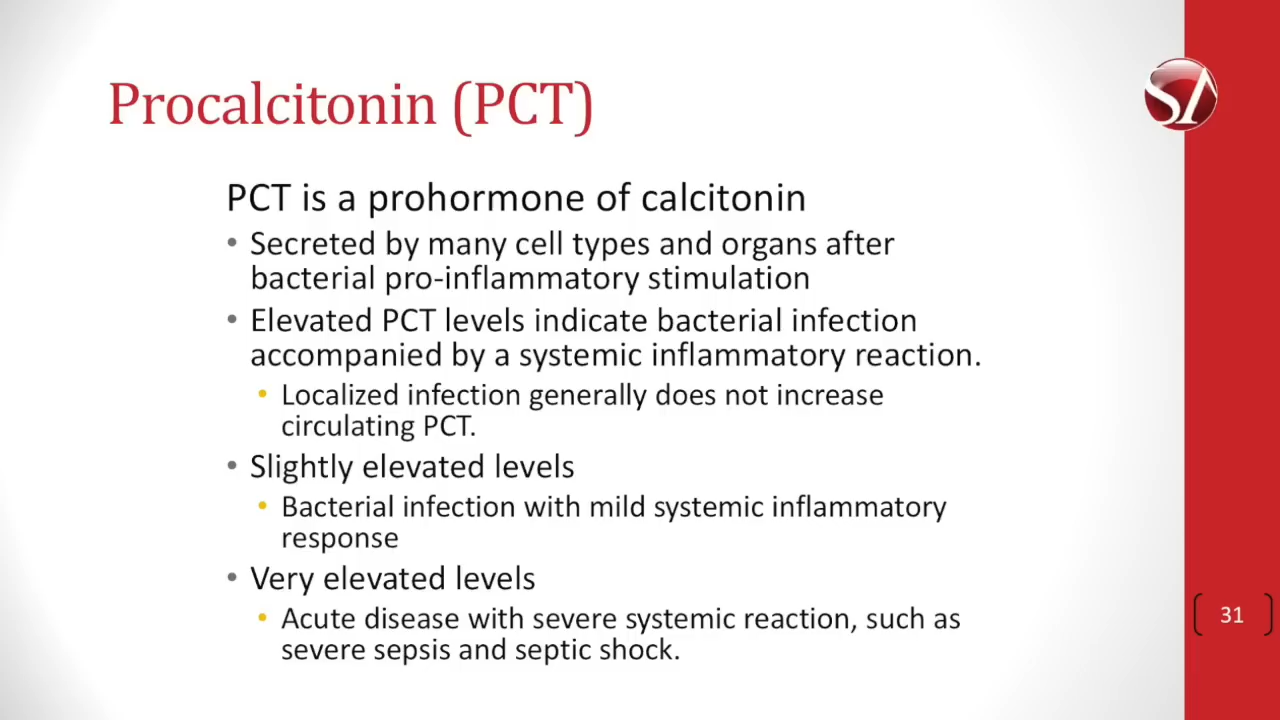 Procalcitonin (PCT)
PCT is a prohormone of calcitonin
• Secreted by many cell types and organs after
bacterial pro-inflammatory stimulation
• Elevated PCT levels indicate bacterial infection
accompanied by a systemic inflammatory reaction.
• Localized infection generally does not increase
circulating PCT.
• Slightly elevated levels
• Bacterial infection with mild systemic inflammatory
response
• Very elevated levels
• Acute disease with severe systemic reaction, such as
severe sepsis and septic shock.
31